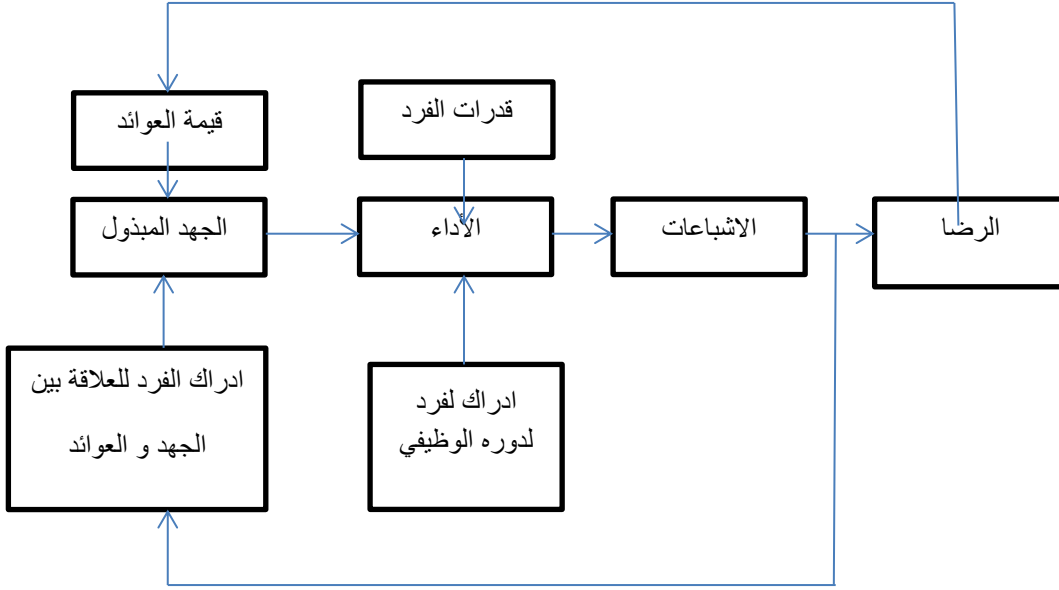 قيمة العوائد
قدرات الفرد
الجهد المبذول
الأداء
الاشباعات
الرضا
ادراك الفرد للعلاقة بين
الجهد و العوائد
ادراك لفرد
لدوره الوظيفي